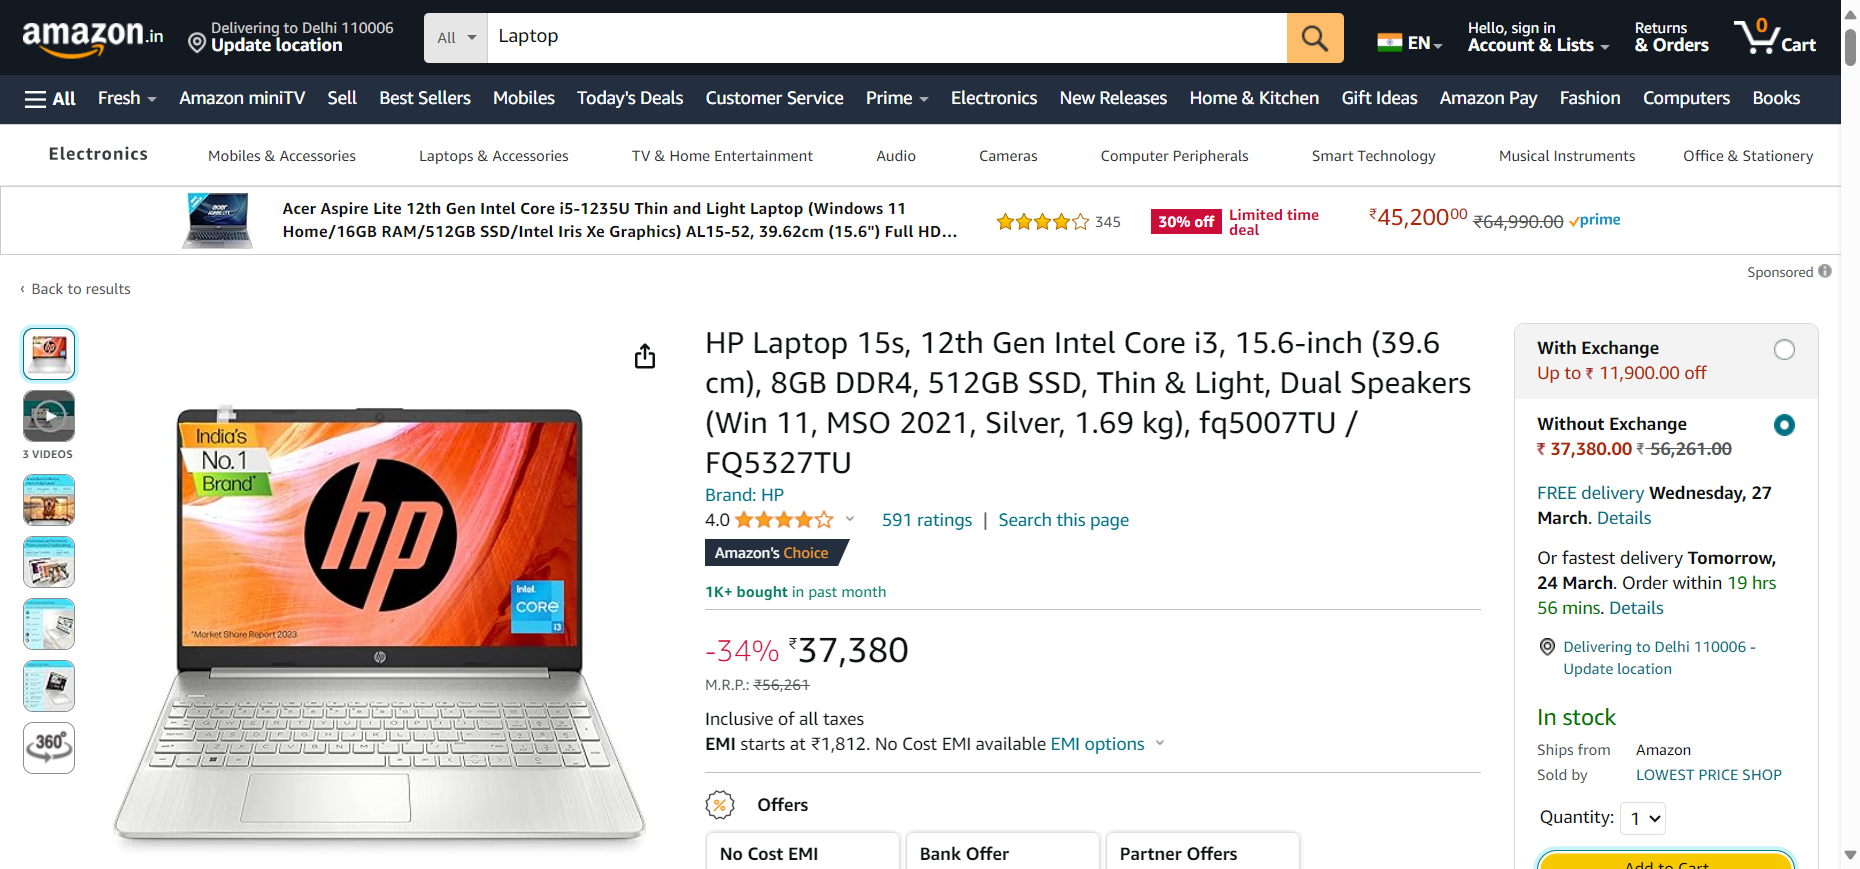 amazon.in
Delivering to Delhi 110006
Update location
All
Laptop
EN
Hello, sign in
Account & Lists
Returns
& Orders
0
Cart
All
Fresh
Amazon miniTV
Sell
Best Sellers
Mobiles
Today's Deals
Customer Service
Prime
Electronics
New Releases
Home & Kitchen
Gift Ideas
Amazon Pay
Fashion
Computers
Books
Electronics
Mobiles & Accessories
Laptops & Accessories
TV & Home Entertainment
Audio
Cameras
Computer Peripherals
Smart Technology
Musical Instruments
Office & Stationery
Acer Aspire Lite 12th Gen Intel Core i5-1235U Thin and Light Laptop (Windows 11
Home/16GB RAM/512GB SSD/Intel Iris Xe Graphics) AL15-52, 39.62cm (15.6") Full HD...
345
30% off
Limited time
deal
₹45,20000
₹64,990.00
prime
Sponsored
‹ Back to results
3 VIDEOS
360°
India's
No.1
Brand*
hp
intel
CORE
i3
*Market Share Report 2023
hp
HP Laptop 15s, 12th Gen Intel Core i3, 15.6-inch (39.6
cm), 8GB DDR4, 512GB SSD, Thin & Light, Dual Speakers
(Win 11, MSO 2021, Silver, 1.69 kg), fq5007TU /
FQ5327TU
Brand: HP
4.0
591 ratings | Search this page
Amazon's Choice
1K+ bought in past month
-34% ₹37,380
M.R.P.: ₹56,261
Inclusive of all taxes
EMI starts at ₹1,812. No Cost EMI available EMI options
% Offers
No Cost EMI
Bank Offer
Partner Offers
With Exchange
Up to ₹ 11,900.00 off
Without Exchange
₹ 37,380.00 ₹ 56,261.00
FREE delivery Wednesday, 27
March. Details
Or fastest delivery Tomorrow,
24 March. Order within 19 hrs
56 mins. Details
Delivering to Delhi 110006 -
Update location
In stock
Ships from Amazon
Sold by LOWEST PRICE SHOP
Quantity: 1
Add to Cart